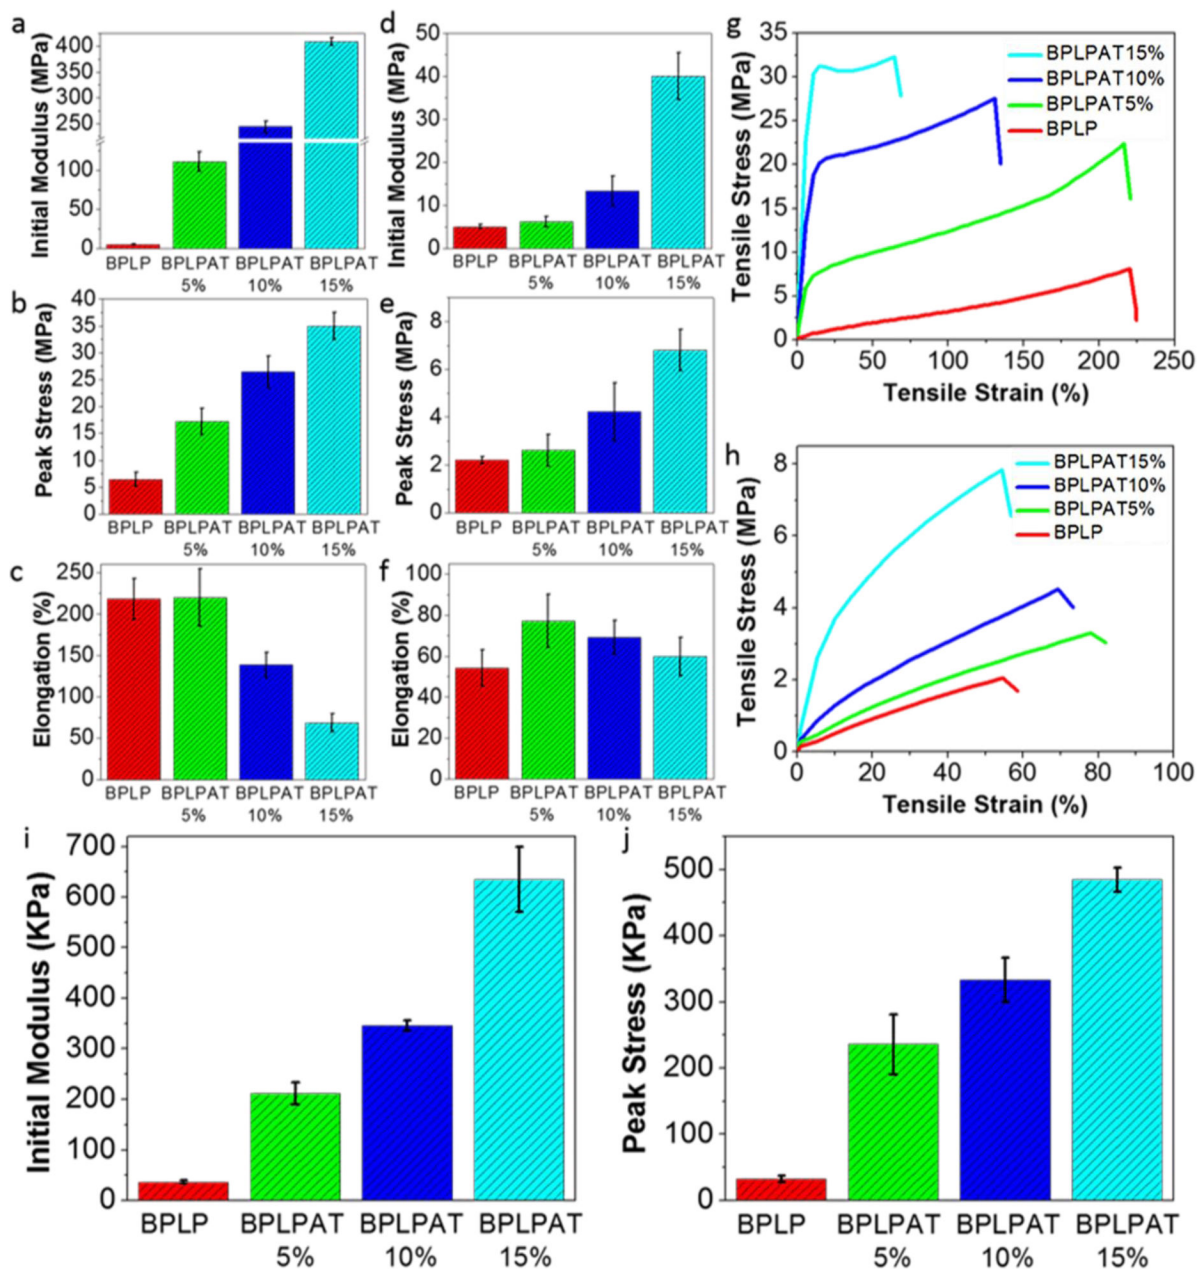 a
Initial Modulus (MPa)
400
350
300
250
100
50
0
BPLP BPLPAT BPLPAT BPLPAT
5% 10% 15%
d
Initial Modulus (MPa)
50
40
30
20
10
0
BPLP BPLPAT BPLPAT BPLPAT
5% 10% 15%
g
Tensile Stress (MPa)
35
30
25
20
15
10
5
0
BPLPAT15%
BPLPAT10%
BPLPAT5%
BPLP
0 50 100 150 200 250
Tensile Strain (%)
b
Peak Stress (MPa)
40
35
30
25
20
15
10
5
0
BPLP BPLPAT BPLPAT BPLPAT
5% 10% 15%
e
Peak Stress (MPa)
8
6
4
2
0
BPLP BPLPAT BPLPAT BPLPAT
5% 10% 15%
h
Tensile Stress (MPa)
8
6
4
2
0
BPLPAT15%
BPLPAT10%
BPLPAT5%
BPLP
0 20 40 60 80 100
Tensile Strain (%)
c
Elongation (%)
250
200
150
100
50
0
BPLP BPLPAT BPLPAT BPLPAT
5% 10% 15%
f
Elongation (%)
100
80
60
40
20
0
BPLP BPLPAT BPLPAT BPLPAT
5% 10% 15%
i
Initial Modulus (KPa)
700
600
500
400
300
200
100
0
BPLP BPLPAT BPLPAT BPLPAT
5% 10% 15%
j
Peak Stress (KPa)
500
400
300
200
100
0
BPLP BPLPAT BPLPAT BPLPAT
5% 10% 15%